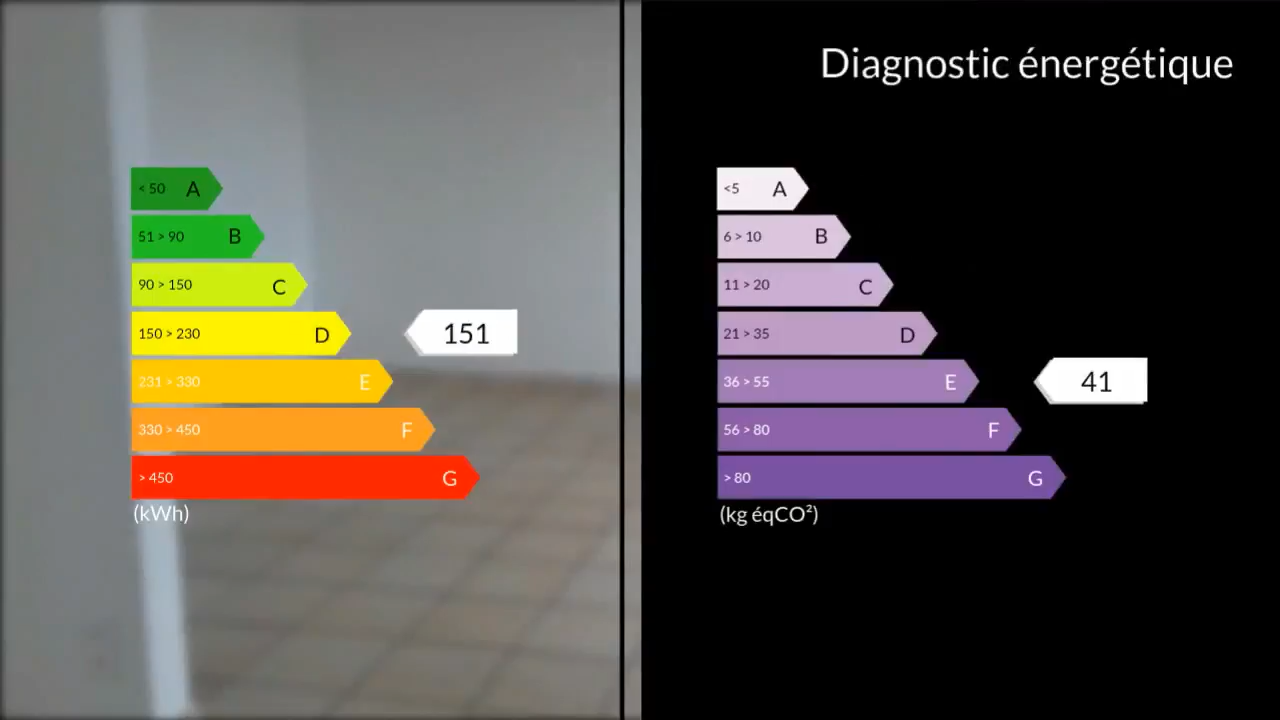 Diagnostic énergétique
< 50 A
51 > 90 B
90 > 150 C
150 > 230 D
151
231 > 330 E
330 > 450 F
> 450 G
(kWh)
<5 A
6 > 10 B
11 > 20 C
21 > 35 D
36 > 55 E
41
56 > 80 F
> 80 G
(kg éqCO²)